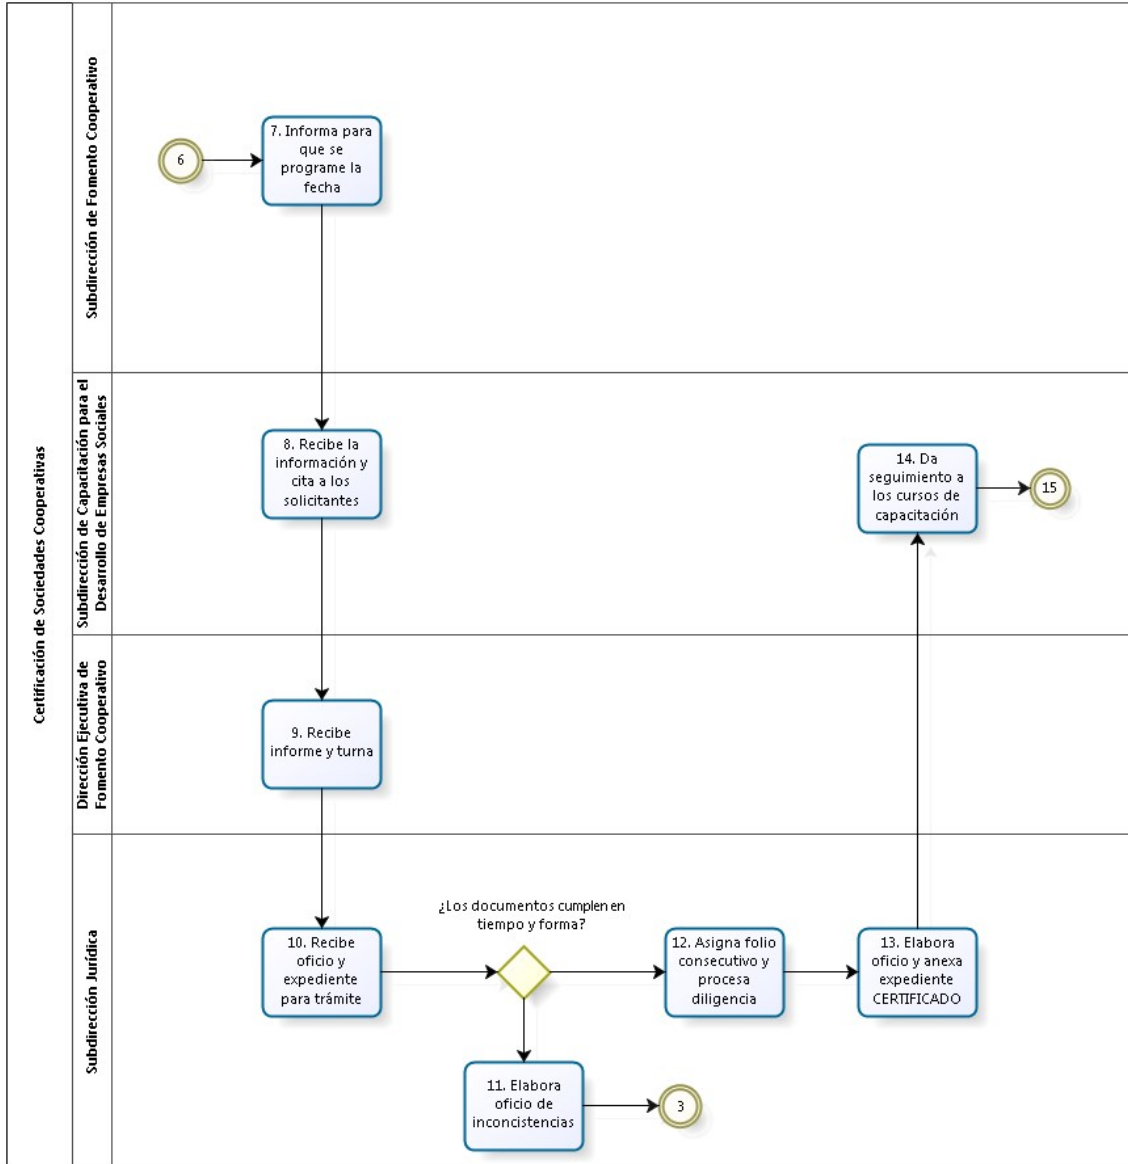 Certificación de Sociedades Cooperativas
Subdirección de Fomento Cooperativo
6
7. Informa para
que se
programe la
fecha
Subdirección de Capacitación para el
Desarrollo de Empresas Sociales
8. Recibe la
información y
cita a los
solicitantes
14. Da
seguimiento a
los cursos de
capacitación
15
Dirección Ejecutiva de
Fomento Cooperativo
9. Recibe
informe y turna
Subdirección Jurídica
10. Recibe
oficio y
expediente
para trámite
¿Los documentos cumplen en
tiempo y forma?
12. Asigna folio
consecutivo y
procesa
diligencia
13. Elabora
oficio y anexa
expediente
CERTIFICADO
11. Elabora
oficio de
inconcistencias
3